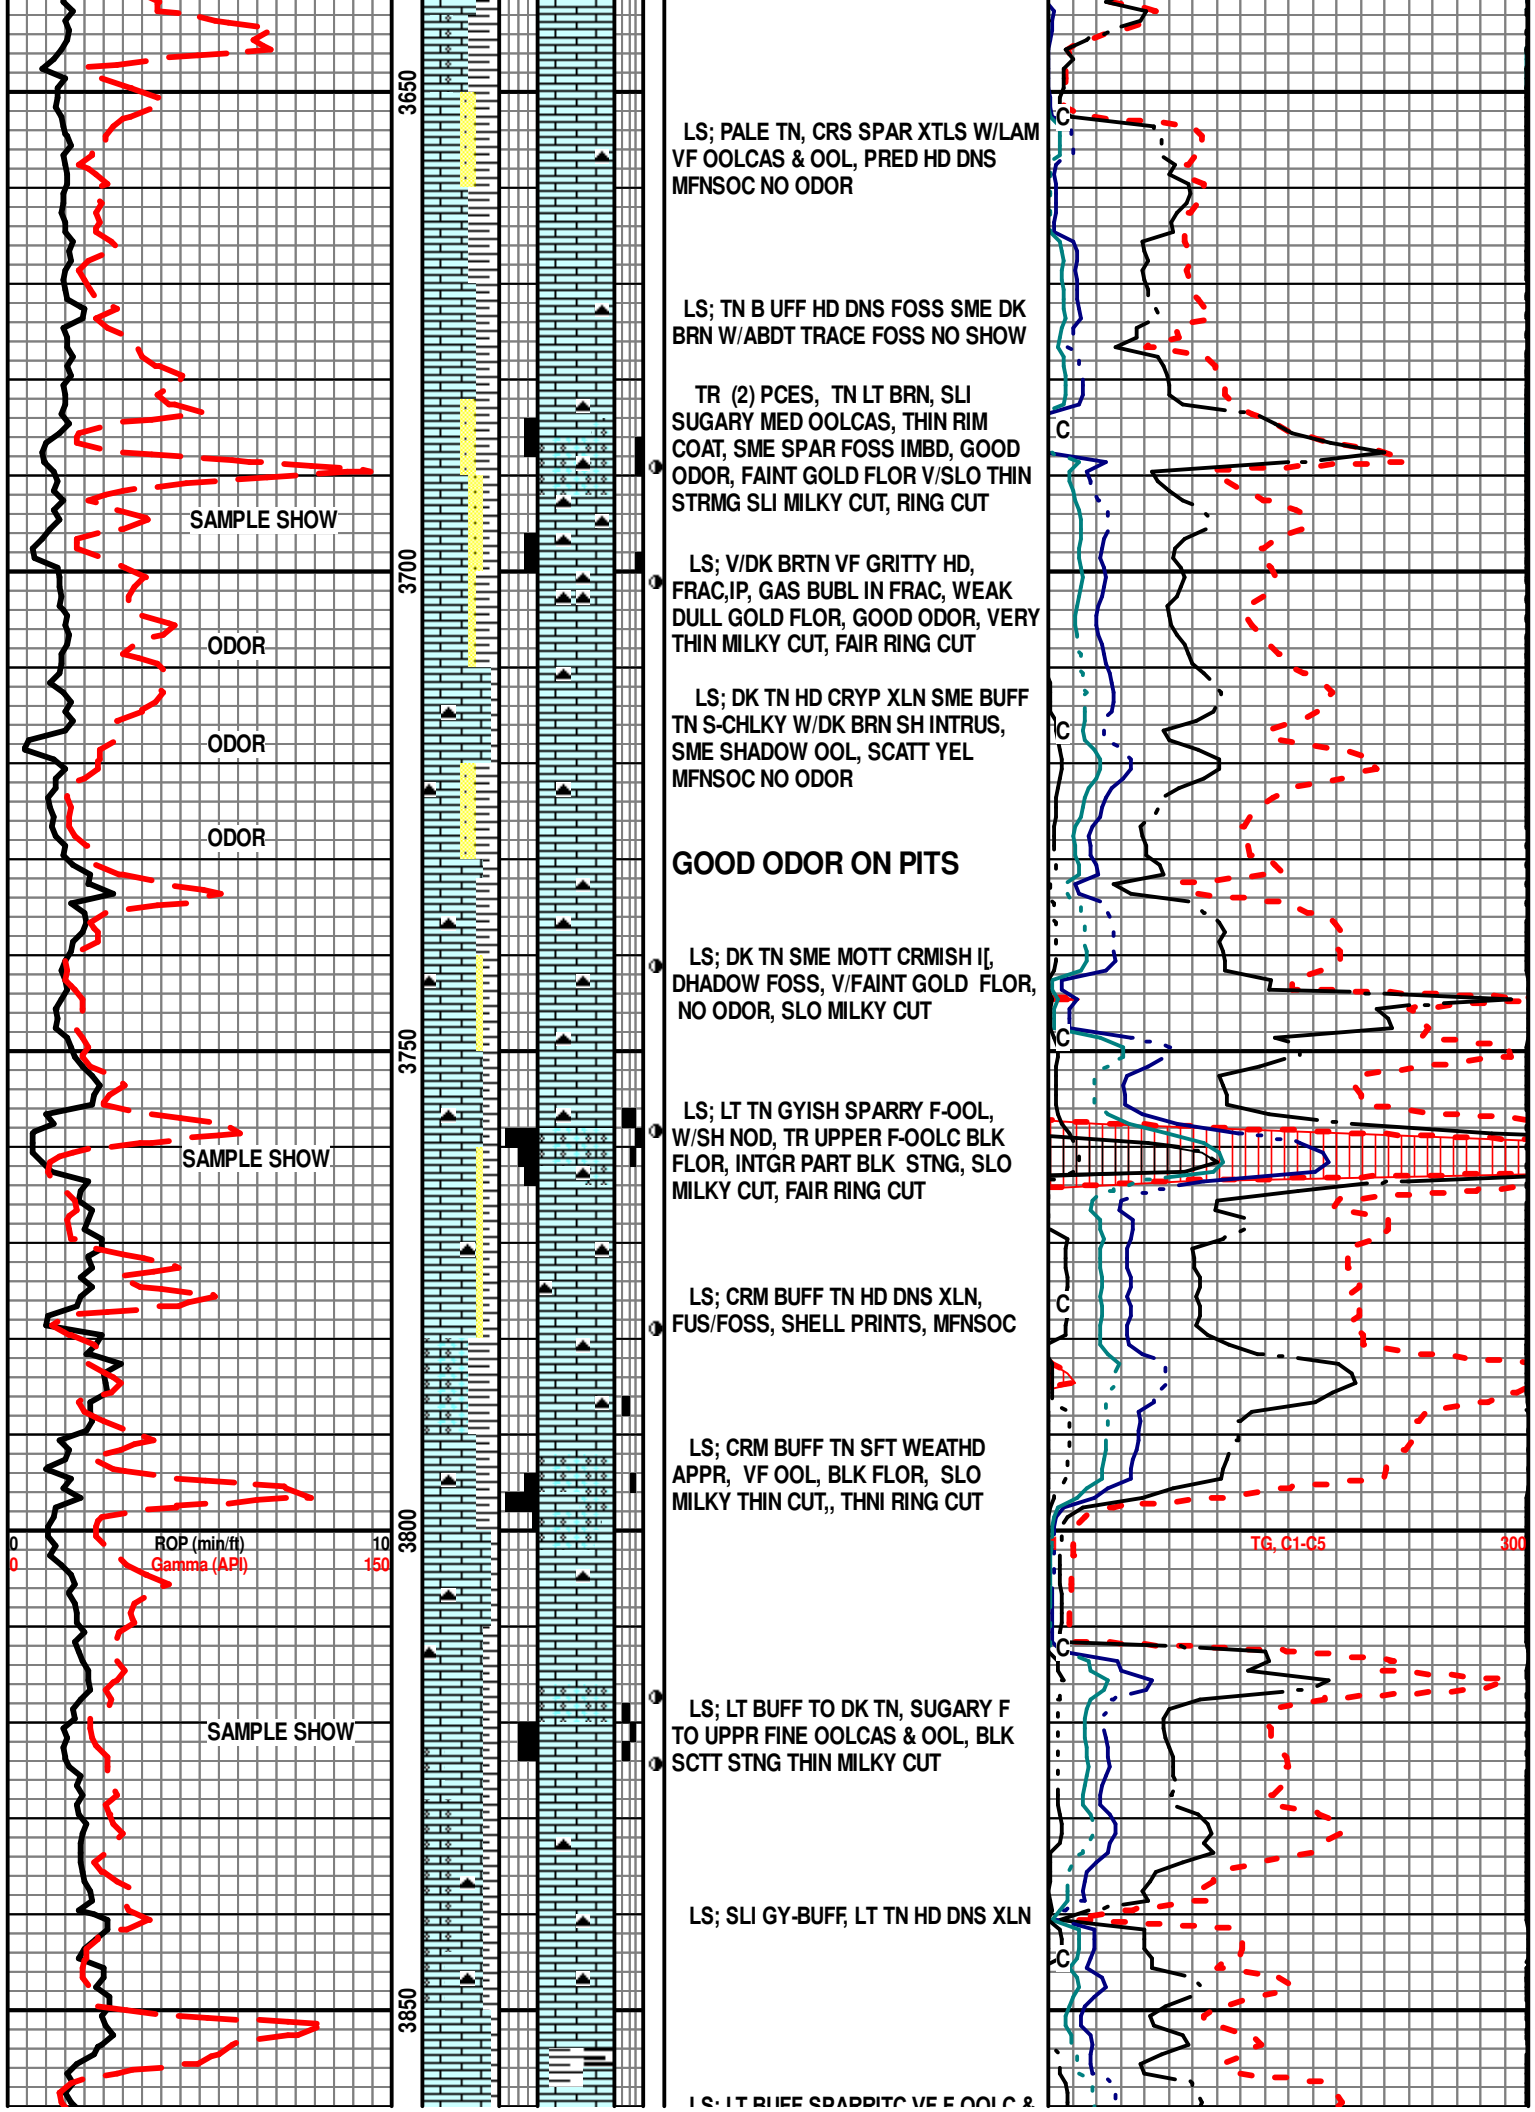 3650
C
LS; PALE TN, CRS SPAR XTLS W/LAM
VF OOLCAS & OOL, PRED HD DNS
MFNSOC NO ODOR
LS; TN B UFF HD DNS FOSS SME DK
BRN W/ABDT TRACE FOSS NO SHOW
TR (2) PCES, TN LT BRN, SLI
SUGARY MED OOLCAS, THIN RIM
COAT, SME SPAR FOSS IMBD, GOOD
ODOR, FAINT GOLD FLOR V/SLO THIN
STRMG SLI MILKY CUT, RING CUT
C
SAMPLE SHOW
3700
LS; V/DK BRTN VF GRITTY HD,
FRAC,IP, GAS BUBL IN FRAC, WEAK
DULL GOLD FLOR, GOOD ODOR, VERY
THIN MILKY CUT, FAIR RING CUT
ODOR
LS; DK TN HD CRYP XLN SME BUFF
TN S-CHLKY W/DK BRN SH INTRUS,
SME SHADOW OOL, SCATT YEL
MFNSOC NO ODOR
C
ODOR
ODOR
GOOD ODOR ON PITS
LS; DK TN SME MOTT CRMISH I[,
DHADOW FOSS, V/FAINT GOLD FLOR,
NO ODOR, SLO MILKY CUT
C
3750
LS; LT TN GYISH SPARRY F-OOL,
W/SH NOD, TR UPPER F-OOLC BLK
FLOR, INTGR PART BLK STNG, SLO
MILKY CUT, FAIR RING CUT
SAMPLE SHOW
LS; CRM BUFF TN HD DNS XLN,
FUS/FOSS, SHELL PRINTS, MFNSOC
C
LS; CRM BUFF TN SFT WEATHD
APPR, VF OOL, BLK FLOR, SLO
MILKY THIN CUT,, THNI RING CUT
3800
0 ROP (min/ft) 10
0 Gamma (API) 150
TG, C1-C5 300
C
SAMPLE SHOW
LS; LT BUFF TO DK TN, SUGARY F
TO UPPR FINE OOLCAS & OOL, BLK
SCTT STNG THIN MILKY CUT
LS; SLI GY-BUFF, LT TN HD DNS XLN
C
3850
LS; LT BUFF SPARRITC VF F OOLC &